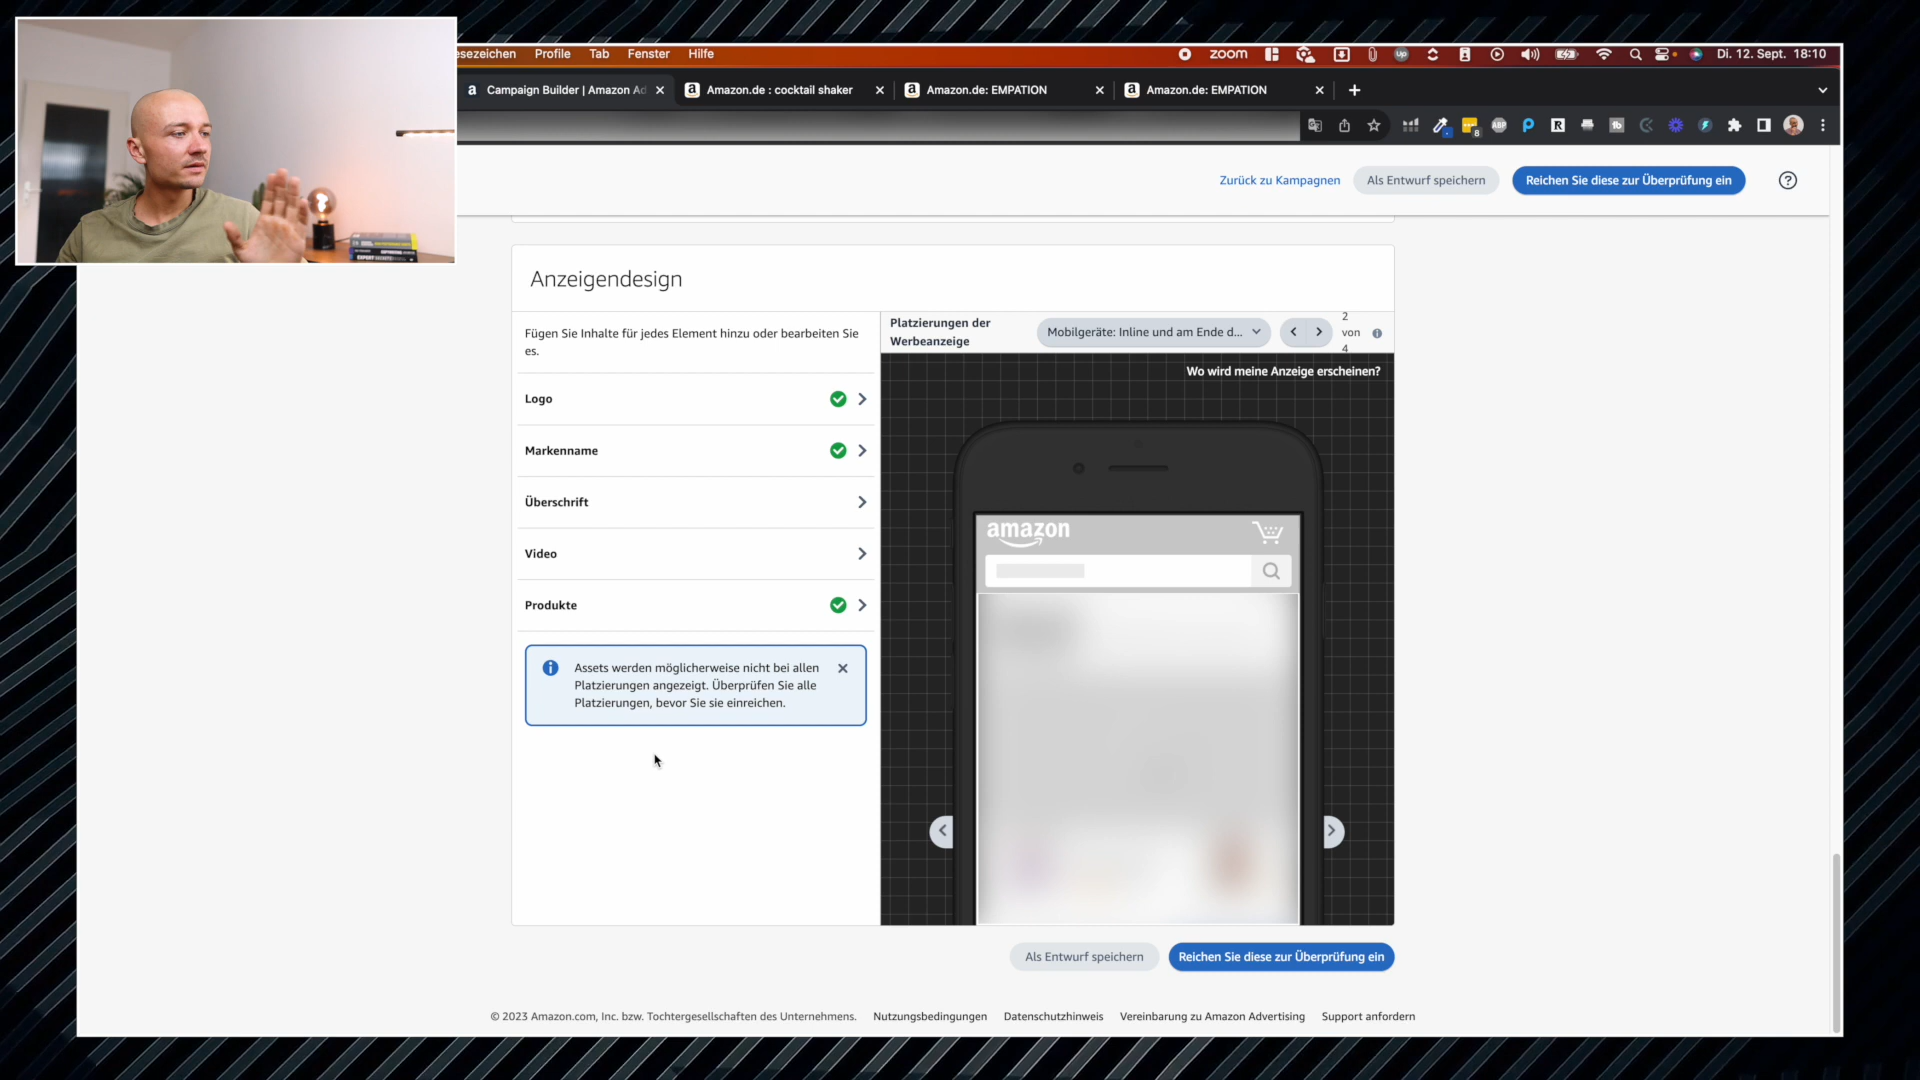 esezeichen Profile Tab Fenster Hilfe
zoom
Di. 12. Sept. 18:10
Campaign Builder | Amazon Ad
Amazon.de : cocktail shaker
Amazon.de: EMPATION
Amazon.de: EMPATION
Zurück zu Kampagnen
Als Entwurf speichern
Reichen Sie diese zur Überprüfung ein
Anzeigendesign
Fügen Sie Inhalte für jedes Element hinzu oder bearbeiten Sie
es.
Platzierungen der
Werbeanzeige
Mobilgeräte: Inline und am Ende d...
2
von
4
Wo wird meine Anzeige erscheinen?
Logo
Markenname
Überschrift
Video
Produkte
Assets werden möglicherweise nicht bei allen
Platzierungen angezeigt. Überprüfen Sie alle
Platzierungen, bevor Sie sie einreichen.
amazon
Als Entwurf speichern
Reichen Sie diese zur Überprüfung ein
© 2023 Amazon.com, Inc. bzw. Tochtergesellschaften des Unternehmens.
Nutzungsbedingungen
Datenschutzhinweis
Vereinbarung zu Amazon Advertising
Support anfordern